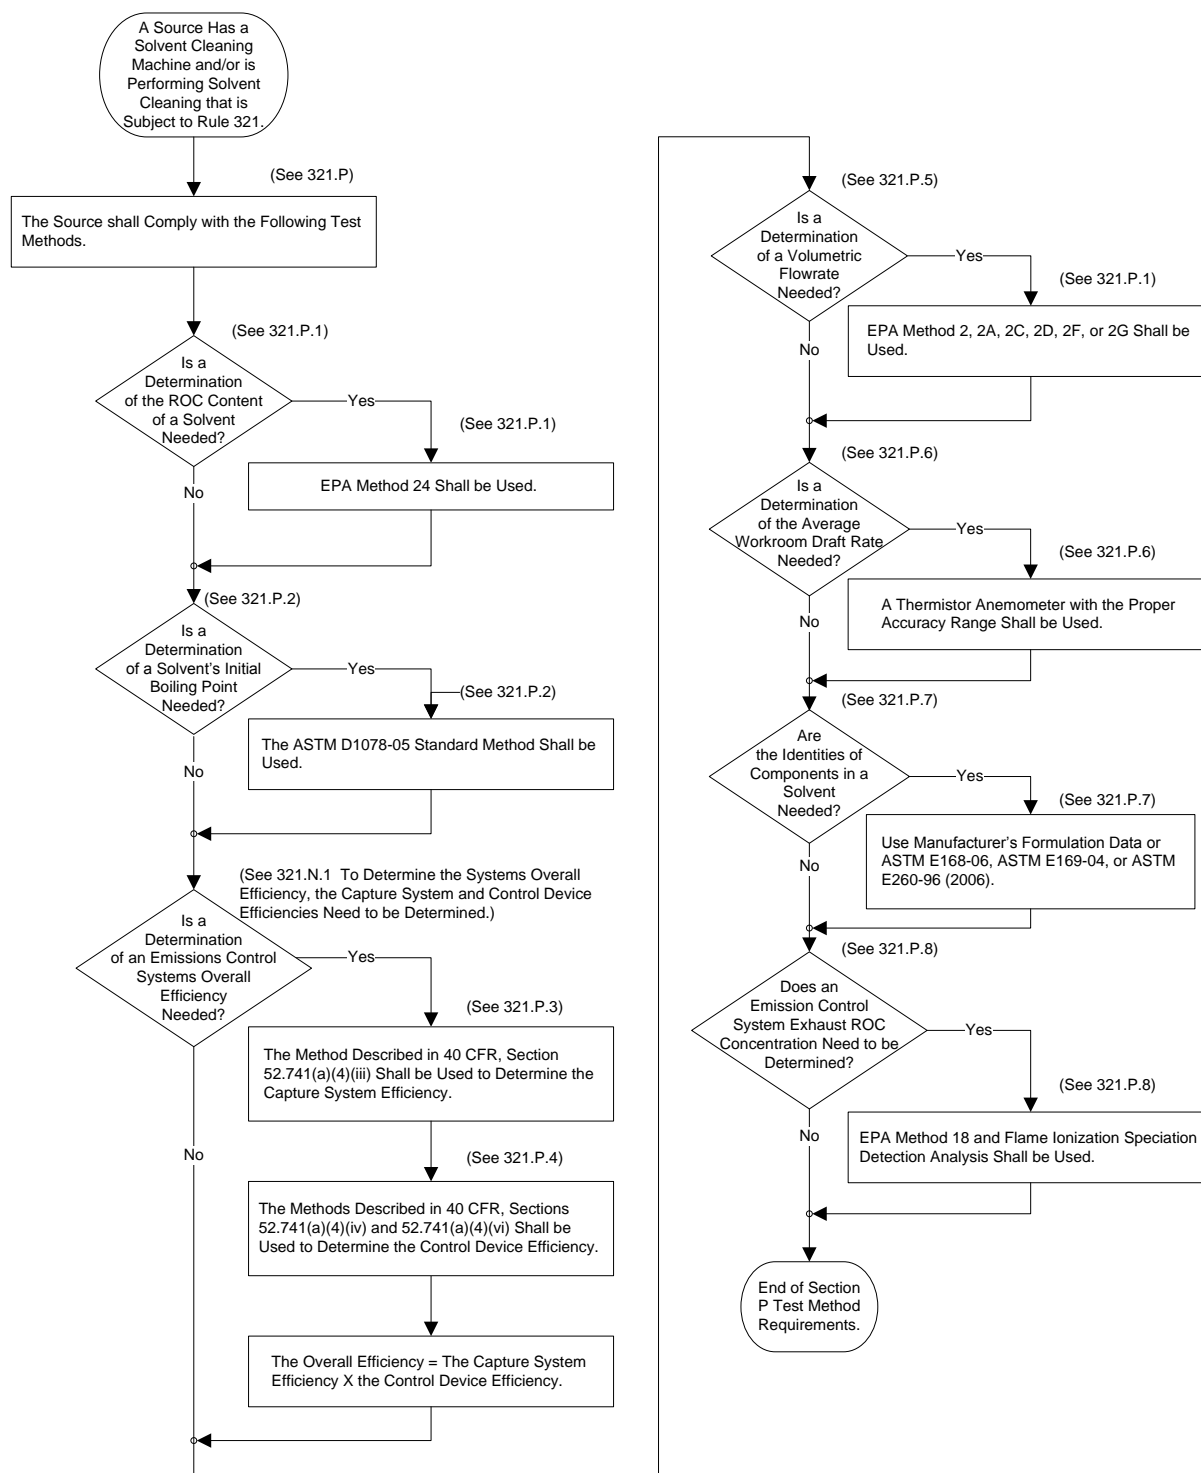 A Source Has a
Solvent Cleaning
Machine and/or is
Performing Solvent
Cleaning that is
Subject to Rule 321.
(See 321.P)
The Source shall Comply with the Following Test
Methods.
(See 321.P.1)
Is a
Determination
of the ROC Content
of a Solvent
Needed?
Yes
(See 321.P.1)
EPA Method 24 Shall be Used.
No
(See 321.P.2)
Is a
Determination
of a Solvent's Initial
Boiling Point
Needed?
Yes
(See 321.P.2)
The ASTM D1078-05 Standard Method Shall be
Used.
No
(See 321.N.1 To Determine the Systems Overall
Efficiency, the Capture System and Control Device
Efficiencies Need to be Determined.)
Is a
Determination
of an Emissions Control
Systems Overall
Efficiency
Needed?
Yes
(See 321.P.3)
The Method Described in 40 CFR, Section
52.741(a)(4)(iii) Shall be Used to Determine the
Capture System Efficiency.
No
(See 321.P.4)
The Methods Described in 40 CFR, Sections
52.741(a)(4)(iv) and 52.741(a)(4)(vi) Shall be
Used to Determine the Control Device Efficiency.
The Overall Efficiency = The Capture System
Efficiency X the Control Device Efficiency.
(See 321.P.5)
Is a
Determination
of a Volumetric
Flowrate
Needed?
Yes
(See 321.P.1)
EPA Method 2, 2A, 2C, 2D, 2F, or 2G Shall be
Used.
No
(See 321.P.6)
Is a
Determination
of the Average
Workroom Draft Rate
Needed?
Yes
(See 321.P.6)
A Thermistor Anemometer with the Proper
Accuracy Range Shall be Used.
No
(See 321.P.7)
Are
the Identities of
Components in a
Solvent
Needed?
Yes
(See 321.P.7)
Use Manufacturer's Formulation Data or
ASTM E168-06, ASTM E169-04, or ASTM
E260-96 (2006).
No
(See 321.P.8)
Does an
Emission Control
System Exhaust ROC
Concentration Need to be
Determined?
Yes
(See 321.P.8)
EPA Method 18 and Flame Ionization Speciation
Detection Analysis Shall be Used.
No
End of Section
P Test Method
Requirements.